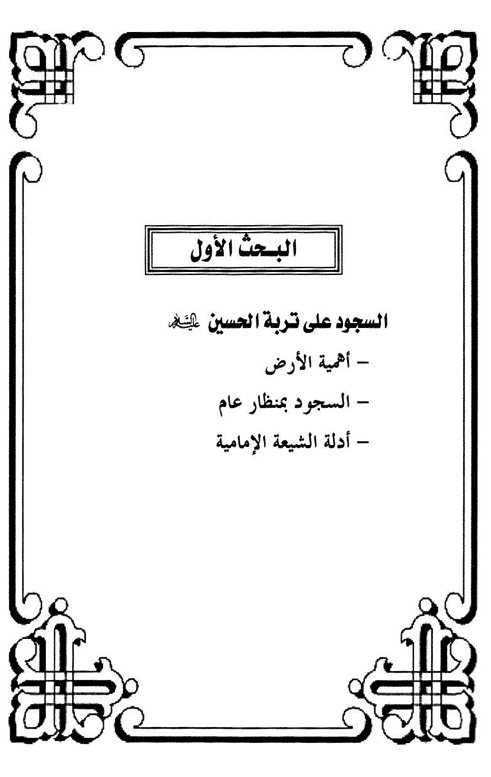 البحث الأول
السجود على تربة الحسين عليه السلام
– أهمية الأرض
– السجود بمنظار عام
– أدلة الشيعة الإمامية